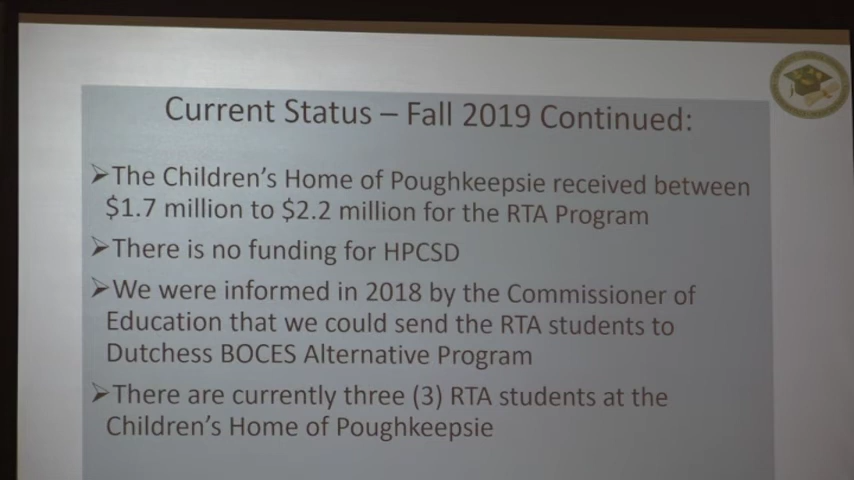 Current Status – Fall 2019 Continued:
➢The Children's Home of Poughkeepsie received between
$1.7 million to $2.2 million for the RTA Program
➢There is no funding for HPCSD
➢We were informed in 2018 by the Commissioner of
Education that we could send the RTA students to
Dutchess BOCES Alternative Program
➢There are currently three (3) RTA students at the
Children's Home of Poughkeepsie